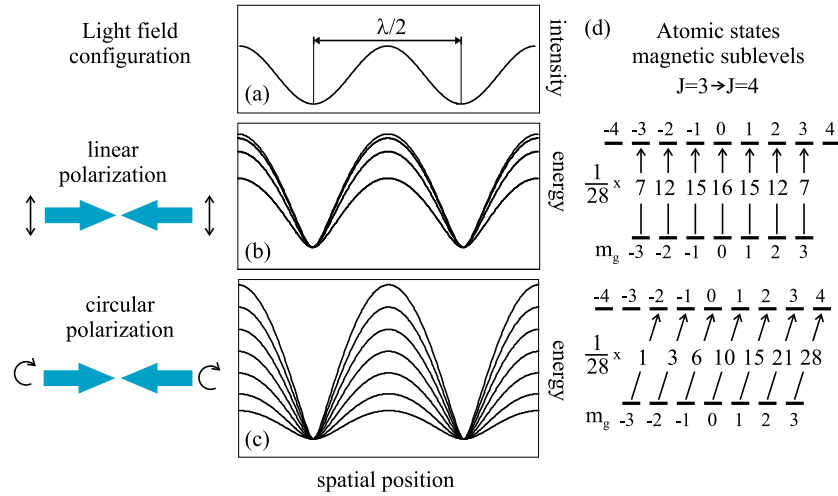 Light field
configuration
λ/2
(a)
intensity
linear
polarization
(b)
energy
circular
polarization
(c)
energy
spatial position
(d)
Atomic states
magnetic sublevels
J=3→J=4
-4 -3 -2 -1 0 1 2 3 4
1/28 x 7 12 15 16 15 12 7
m_g -3 -2 -1 0 1 2 3
-4 -3 -2 -1 0 1 2 3 4
1/28 x 1 3 6 10 15 21 28
m_g -3 -2 -1 0 1 2 3